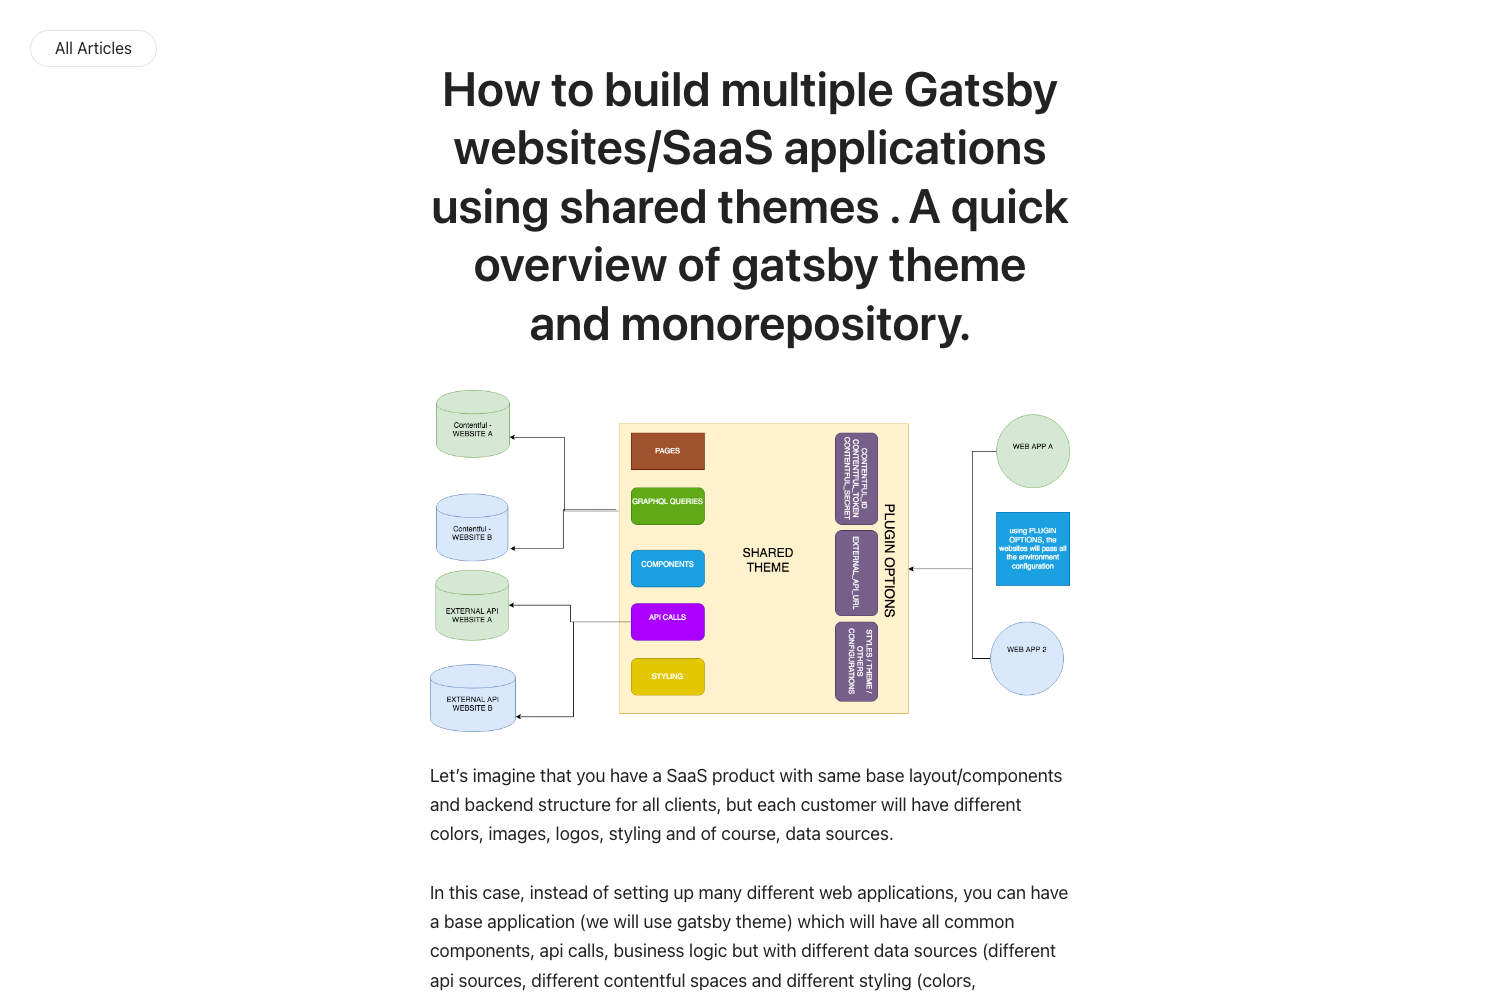 All Articles
How to build multiple Gatsby
websites/SaaS applications
using shared themes . A quick
overview of gatsby theme
and monorepository.
Contentful -
WEBSITE A
Contentful -
WEBSITE B
EXTERNAL API
WEBSITE A
EXTERNAL API
WEBSITE B
PAGES
GRAPHQL QUERIES
COMPONENTS
API CALLS
STYLING
SHARED
THEME
CONTENTFUL_ID
CONTENTFUL_TOKEN
CONTENTFUL_SECRET
EXTERNAL_API_URL
STYLES / THEME /
OTHERS
CONFIGURATIONS
PLUGIN OPTIONS
WEB APP A
using PLUGIN
OPTIONS, the
websites will pass all
the environment
configuration
WEB APP 2
Let’s imagine that you have a SaaS product with same base layout/components
and backend structure for all clients, but each customer will have different
colors, images, logos, styling and of course, data sources.
In this case, instead of setting up many different web applications, you can have
a base application (we will use gatsby theme) which will have all common
components, api calls, business logic but with different data sources (different
api sources, different contentful spaces and different styling (colors,